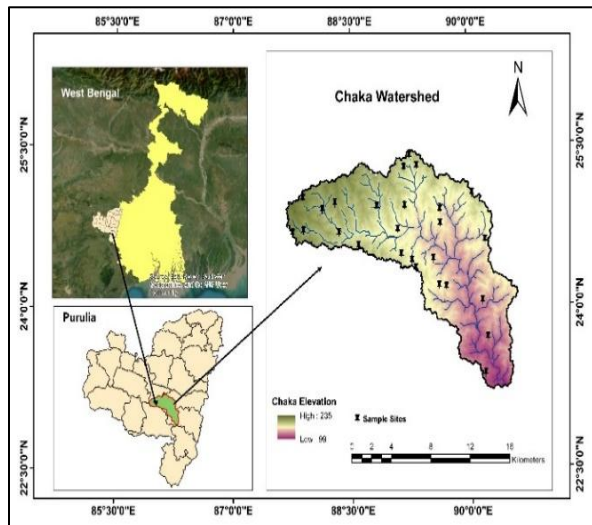 85°30'0"E 87°0'0"E 88°30'0"E 90°0'0"E
West Bengal
Chaka Watershed
N
25°30'0"N
25°30'0"N
24°0'0"N
24°0'0"N
Purulia
Chaka Elevation
High : 235
Low : 99
Sample Sites
2 4 8 12 16
Kilometers
22°30'0"N
22°30'0"N
85°30'0"E 87°0'0"E 88°30'0"E 90°0'0"E